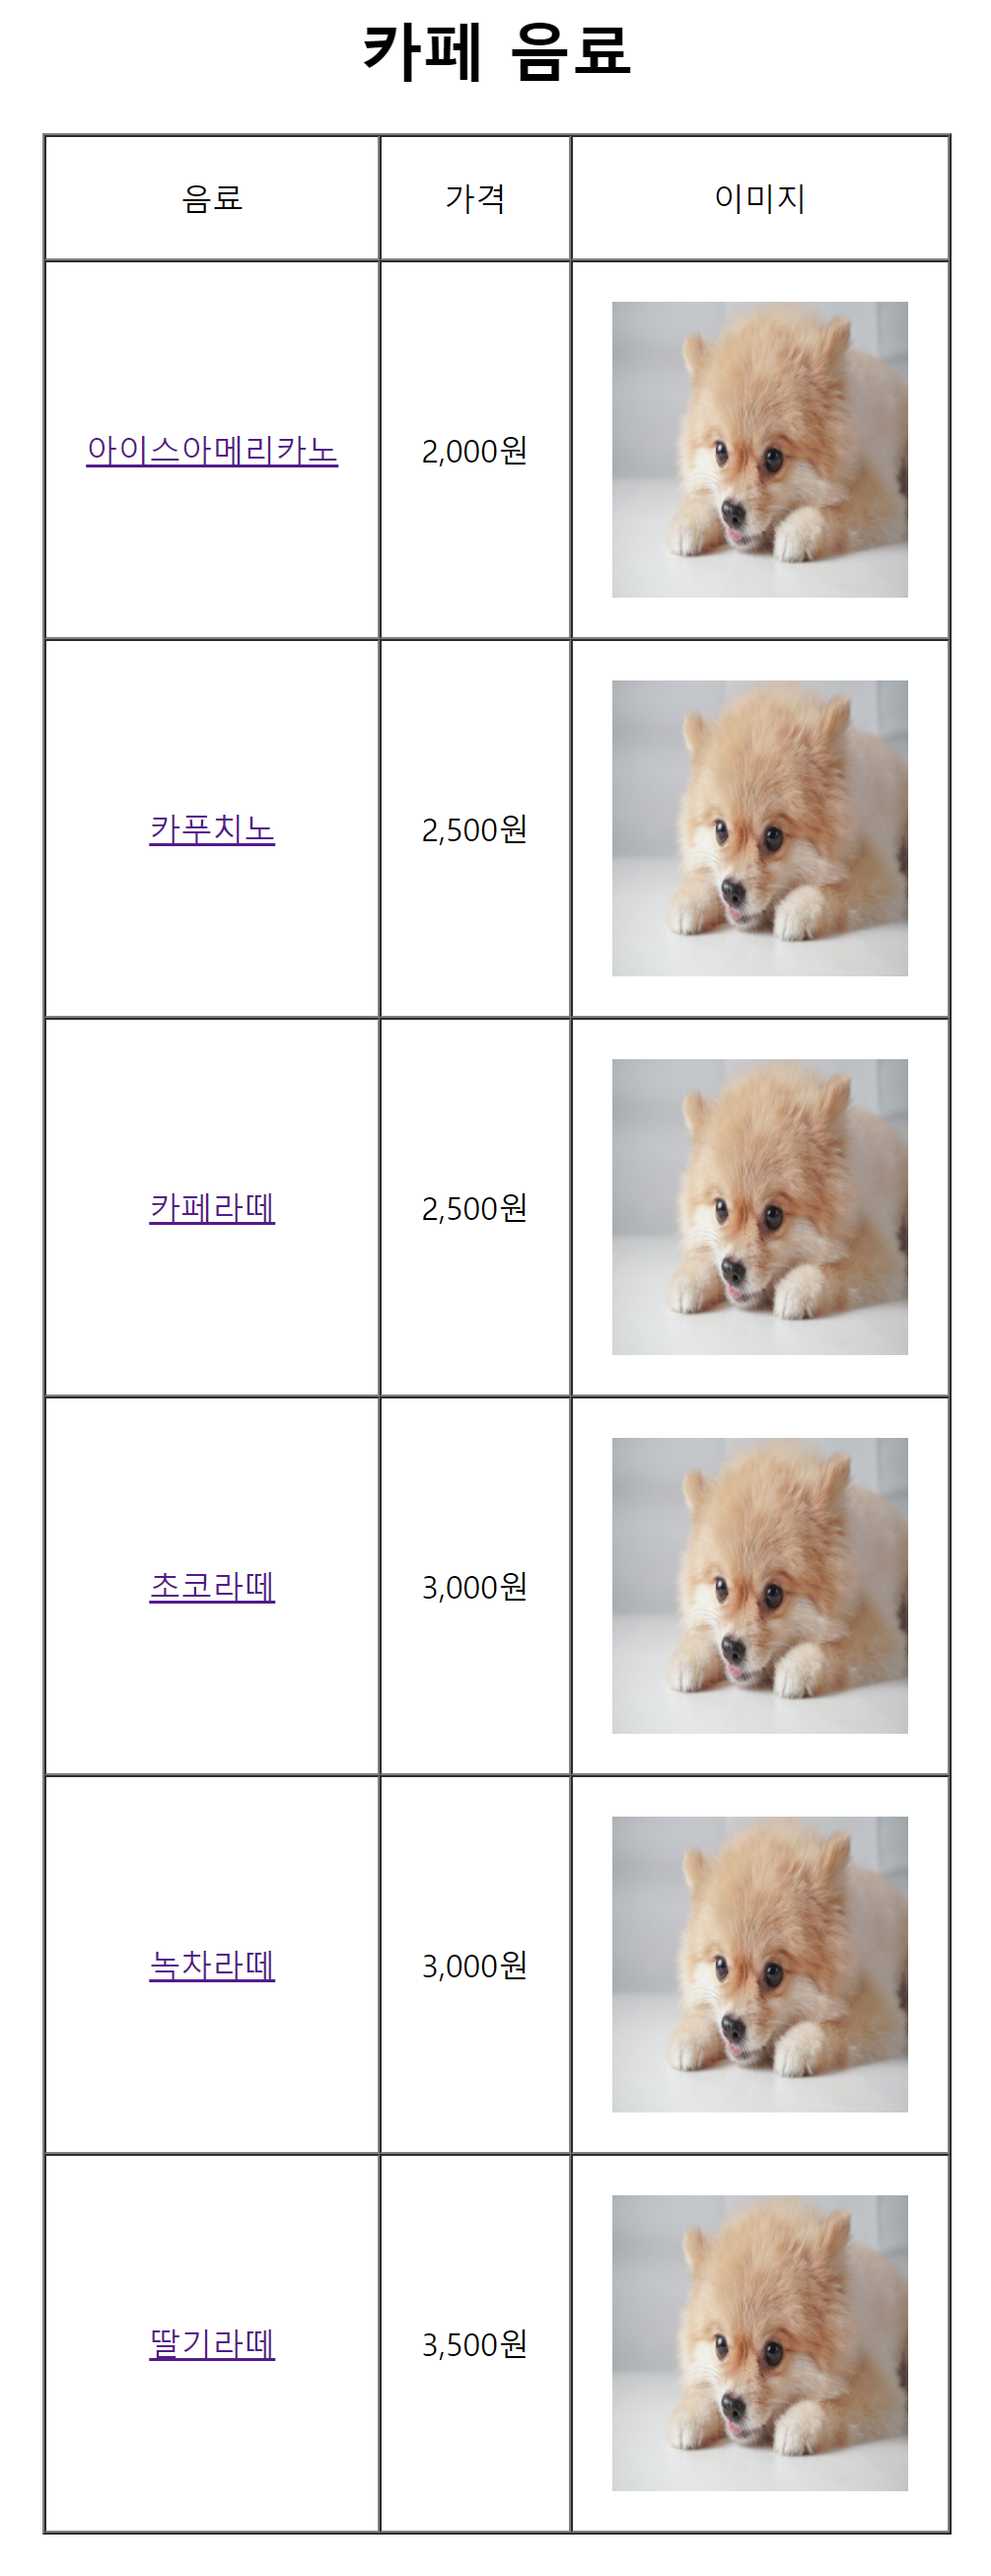 카페 음료
음료 가격 이미지
아이스아메리카노 2,000원
카푸치노 2,500원
카페라떼 2,500원
초코라떼 3,000원
녹차라떼 3,000원
딸기라떼 3,500원